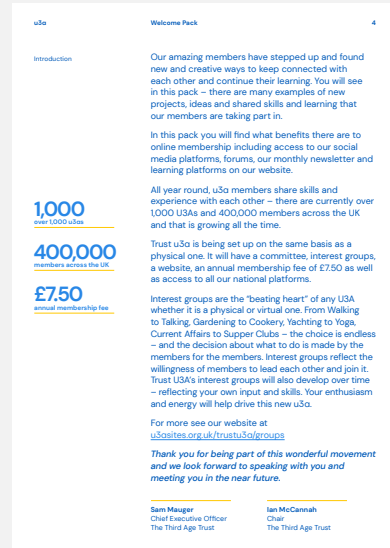 u3a
Welcome Pack
4
Introduction
Our amazing members have stepped up and found
new and creative ways to keep connected with
each other and continue their learning. You will see
in this pack – there are many examples of new
projects, ideas and shared skills and learning that
our members are taking part in.
In this pack you will find what benefits there are to
online membership including access to our social
media platforms, forums, our monthly newsletter and
learning platforms on our website.
All year round, u3a members share skills and
experience with each other – there are currently over
1,000 U3As and 400,000 members across the UK
and that is growing all the time.
Trust u3a is being set up on the same basis as a
physical one. It will have a committee, interest groups,
a website, an annual membership fee of £7.50 as well
as access to all our national platforms.
Interest groups are the “beating heart” of any U3A
whether it is a physical or virtual one. From Walking
to Talking, Gardening to Cookery, Yachting to Yoga,
Current Affairs to Supper Clubs – the choice is endless
– and the decision about what to do is made by the
members for the members. Interest groups reflect the
willingness of members to lead each other and join it.
Trust U3A’s interest groups will also develop over time
– reflecting your own input and skills. Your enthusiasm
and energy will help drive this new u3a.
For more see our website at
u3asites.org.uk/trustu3a/groups
Thank you for being part of this wonderful movement
and we look forward to speaking with you and
meeting you in the near future.
1,000
over 1,000 u3as
400,000
members across the UK
£7.50
annual membership fee
Sam Mauger
Chief Executive Officer
The Third Age Trust
Ian McCannah
Chair
The Third Age Trust